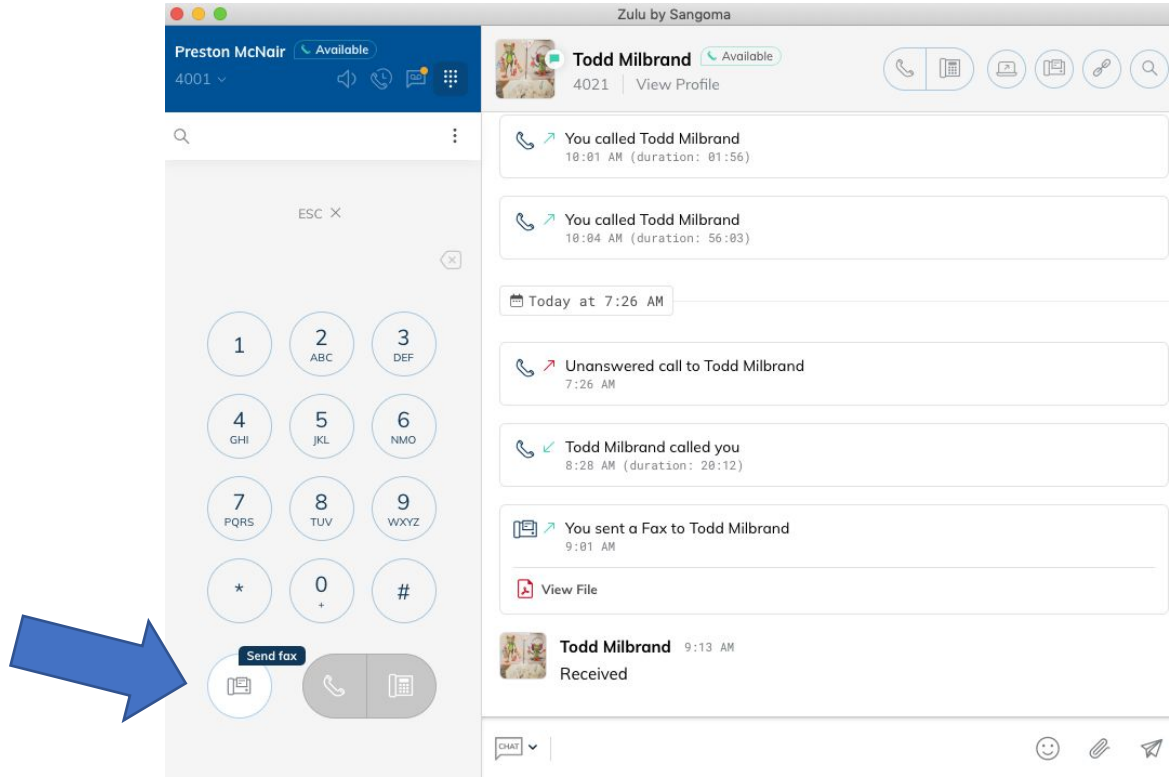 Zulu by Sangoma
Preston McNair Available
4001
ESC ×
1
2 ABC
3 DEF
4 GHI
5 JKL
6 NMO
7 PQRS
8 TUV
9 WXYZ
*
0 +
#
Send fax
Todd Milbrand Available
4021 | View Profile
You called Todd Milbrand
10:01 AM (duration: 01:56)
You called Todd Milbrand
10:04 AM (duration: 56:03)
Today at 7:26 AM
Unanswered call to Todd Milbrand
7:26 AM
Todd Milbrand called you
8:28 AM (duration: 20:12)
You sent a Fax to Todd Milbrand
9:01 AM
View File
Todd Milbrand 9:13 AM
Received
CHAT